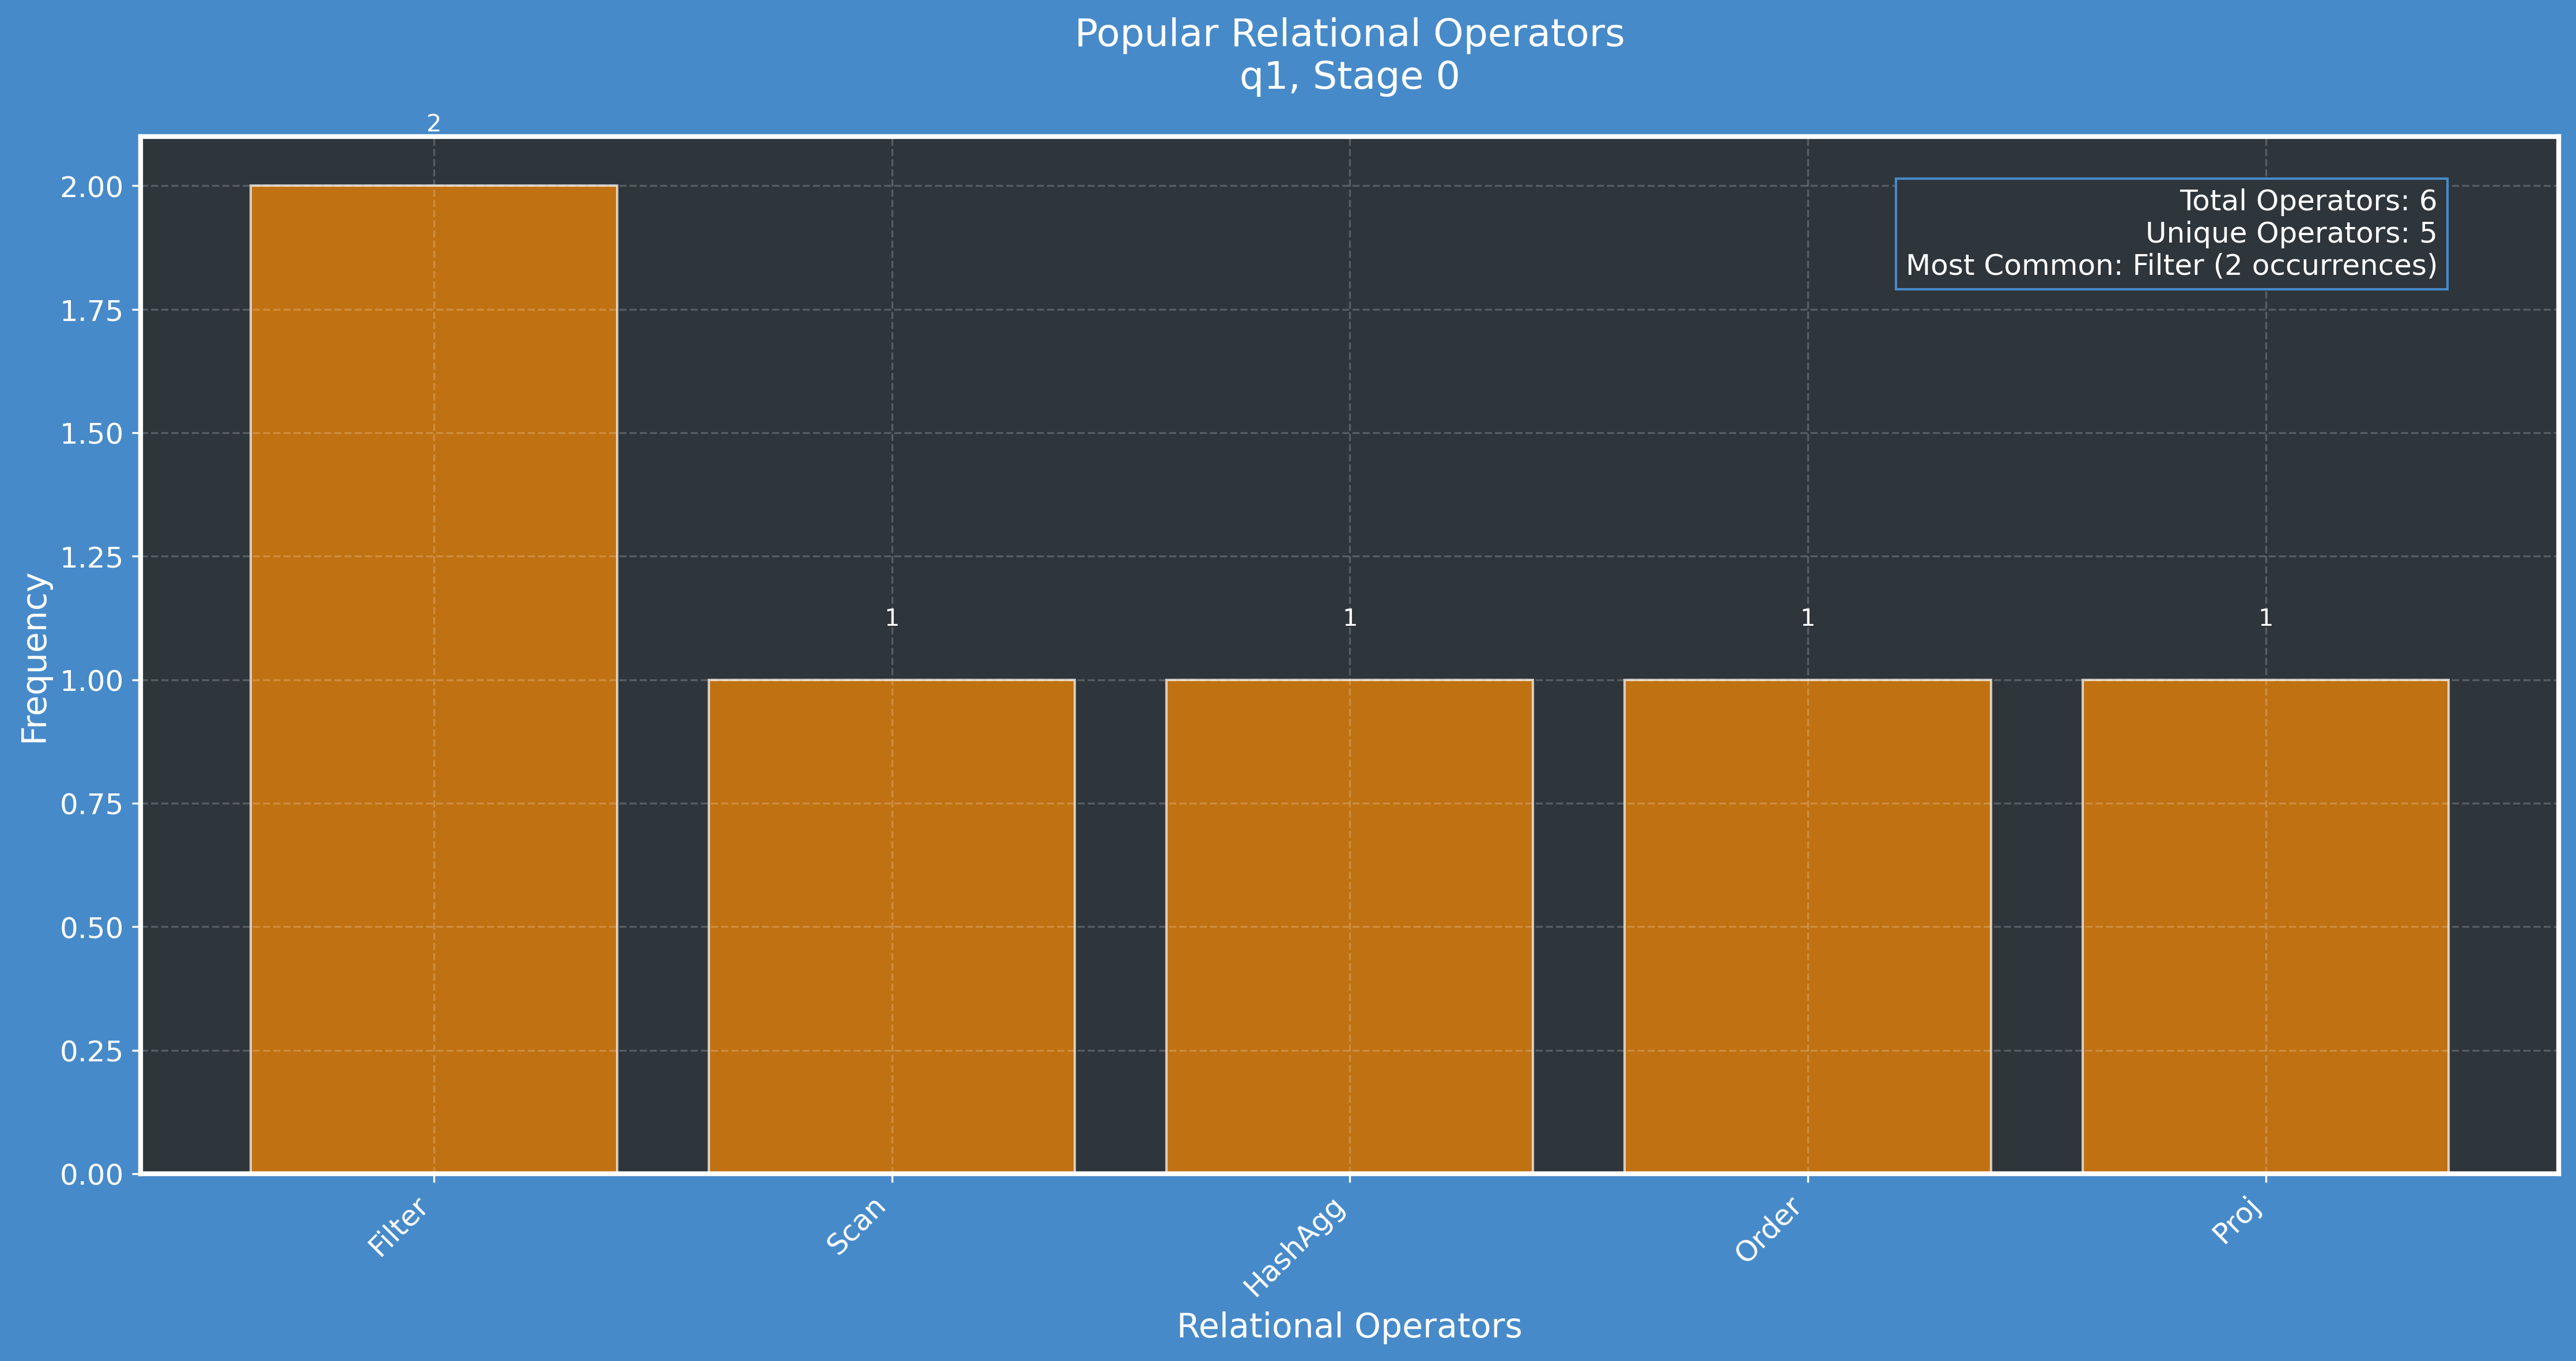 Popular Relational Operators
q1, Stage 0
2
2.00
Total Operators: 6
Unique Operators: 5
Most Common: Filter (2 occurrences)
1.75
1.50
1.25
1
1
1
1
1.00
0.75
0.50
0.25
0.00
Frequency
Filter
Scan
HashAgg
Order
Proj
Relational Operators